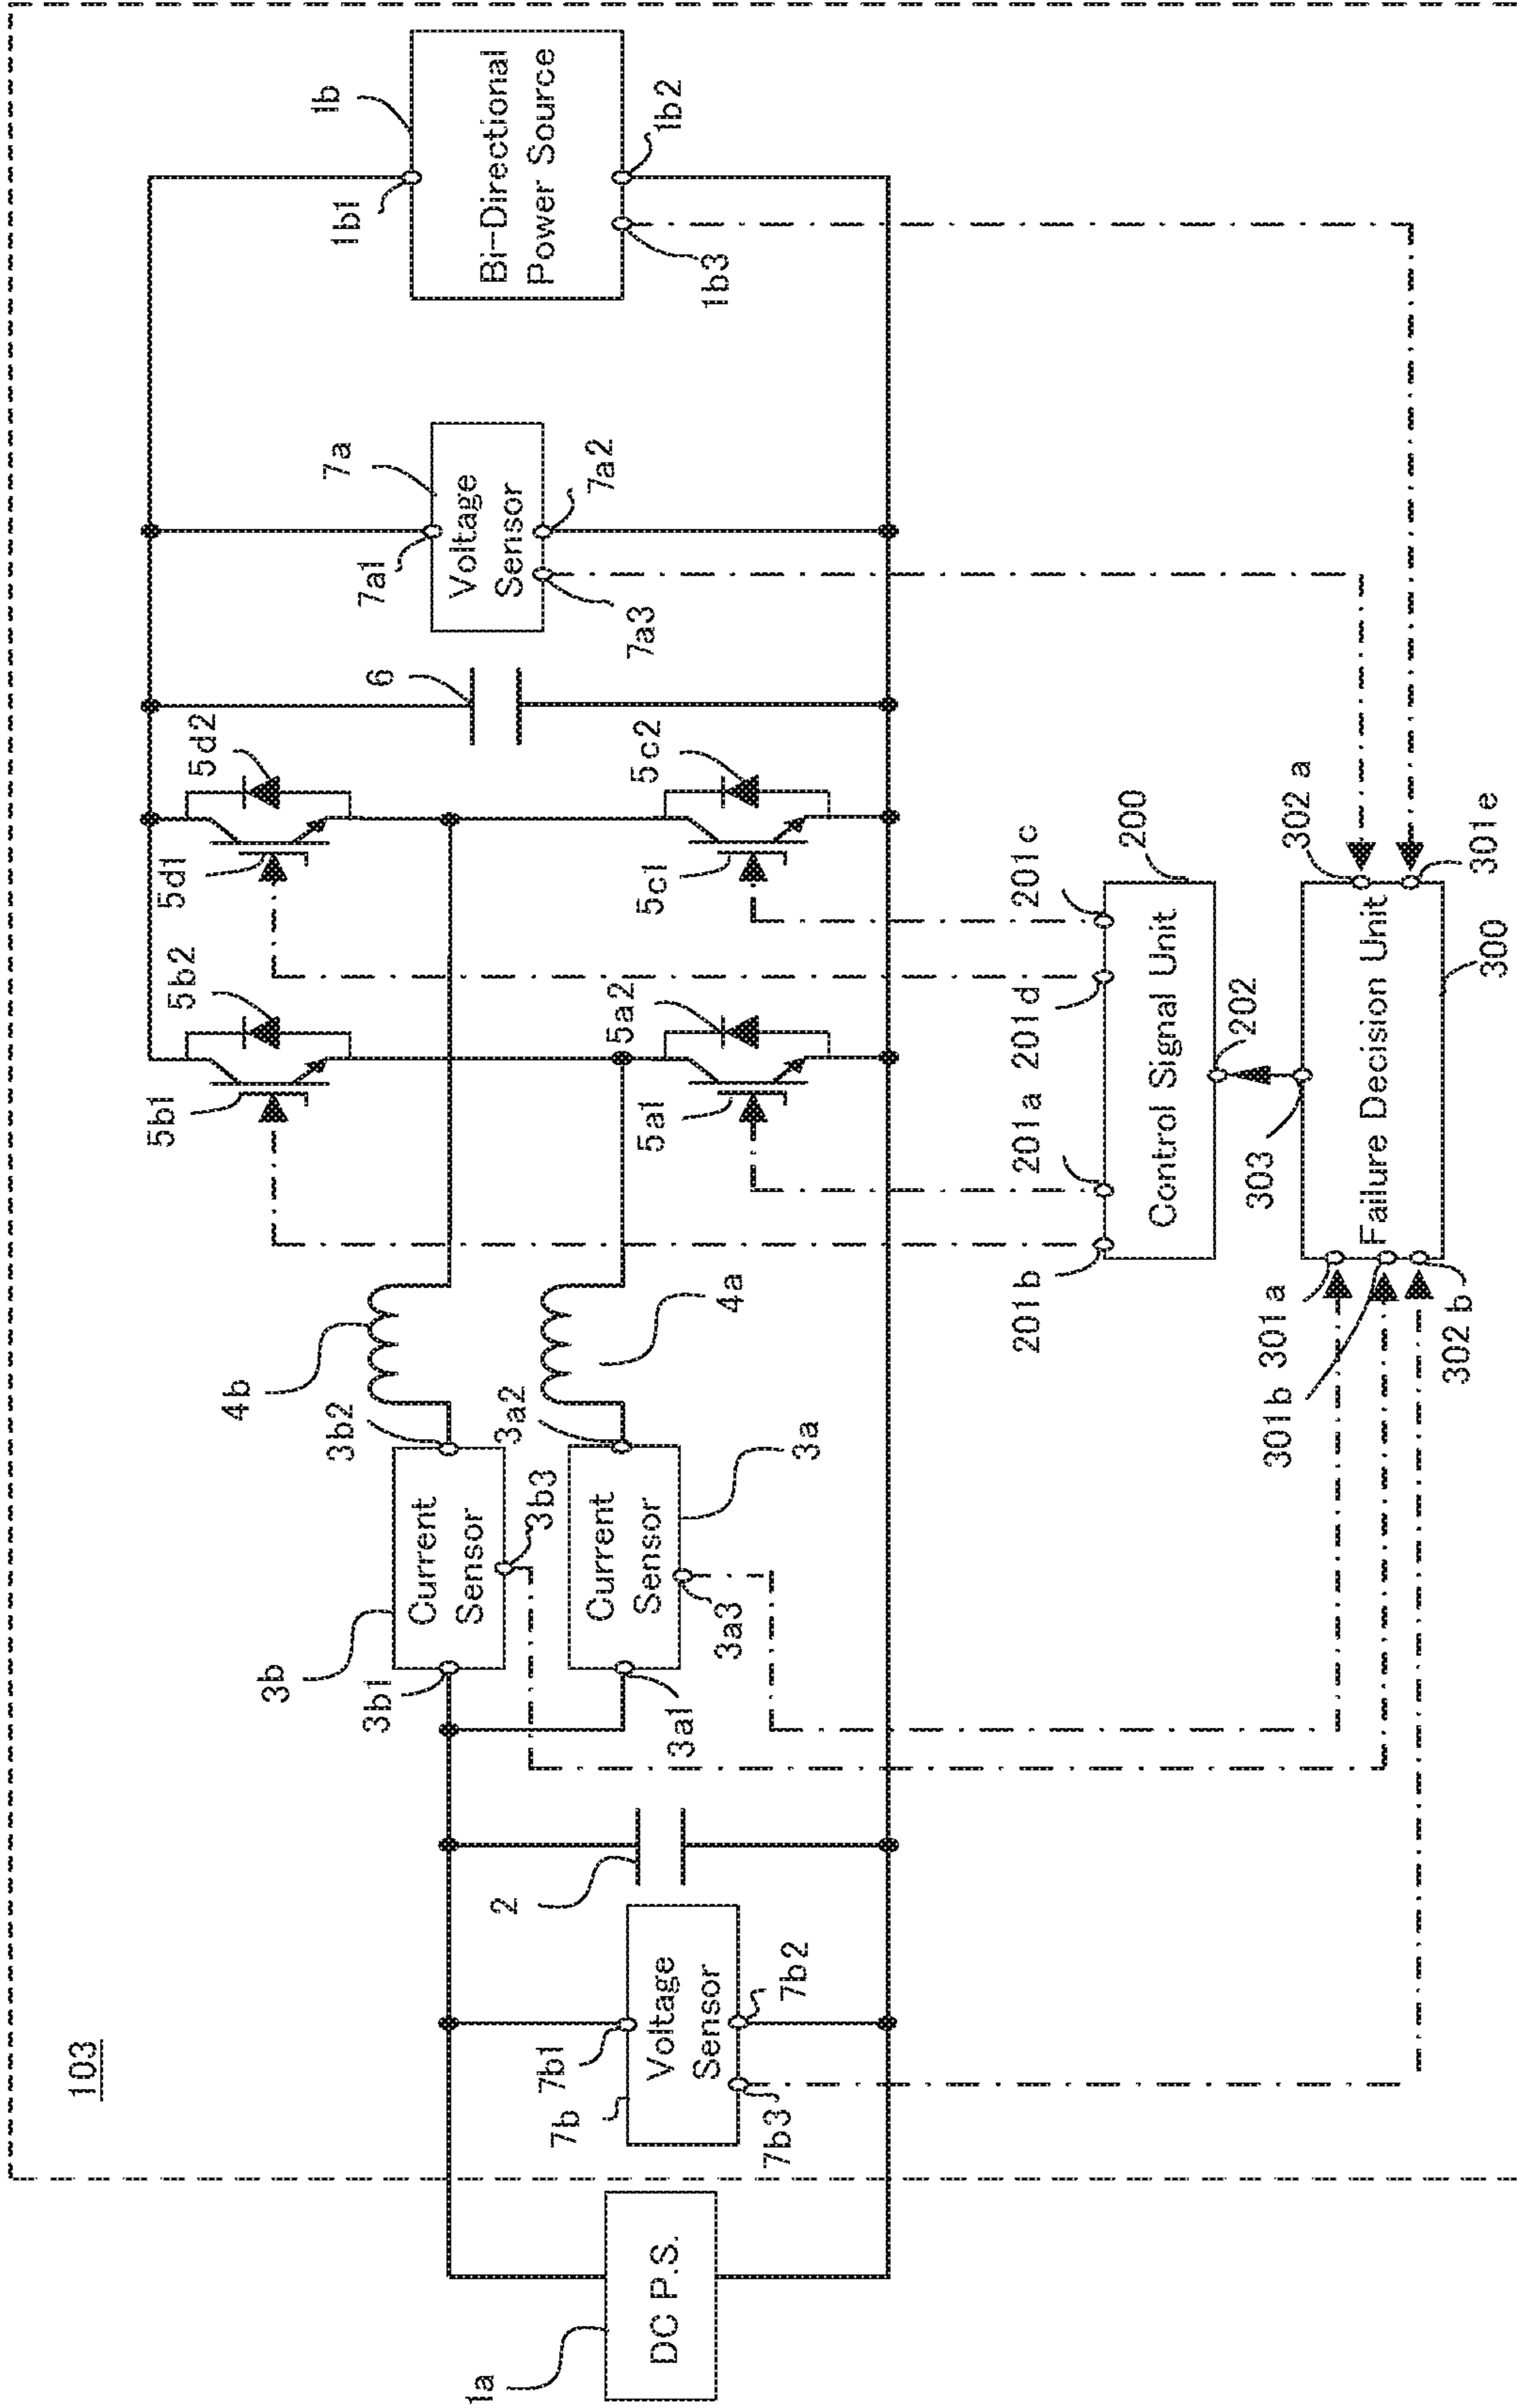 103
1a
DC P.S.
7b
7b1
Voltage
Sensor
7b2
7b3
2
3b
3b1
Current
Sensor
3b2
3b3
3a1
Current
Sensor
3a2
3a
3a3
4b
4a
5b1
5b2
5d1
5d2
5a1
5a2
5c1
5c2
6
7a
7a1
Voltage
Sensor
7a2
7a3
1b
1b1
Bi-Directional
Power Source
1b2
1b3
201b
201a
201d
201c
200
Control Signal Unit
202
303
301a
301b
302b
Failure Decision Unit
302a
301e
300